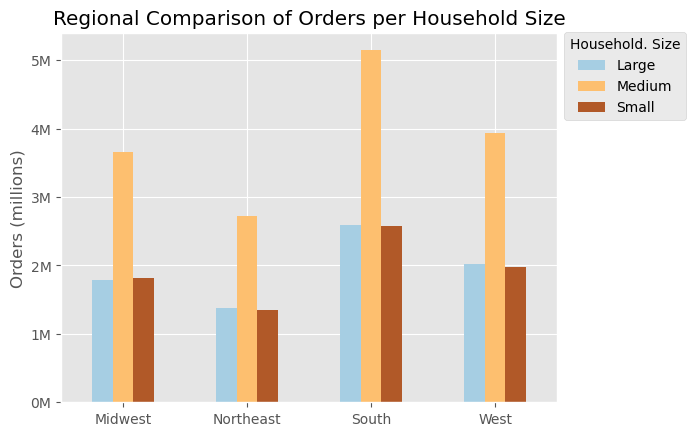 Regional Comparison of Orders per Household Size
Household. Size
Large
Medium
Small
Orders (millions)
5M
4M
3M
2M
1M
0M
Midwest Northeast South West